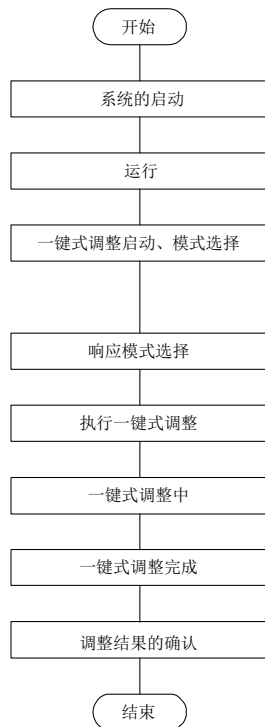 开始
系统的启动
运行
一键式调整启动、模式选择
响应模式选择
执行一键式调整
一键式调整中
一键式调整完成
调整结果的确认
结束